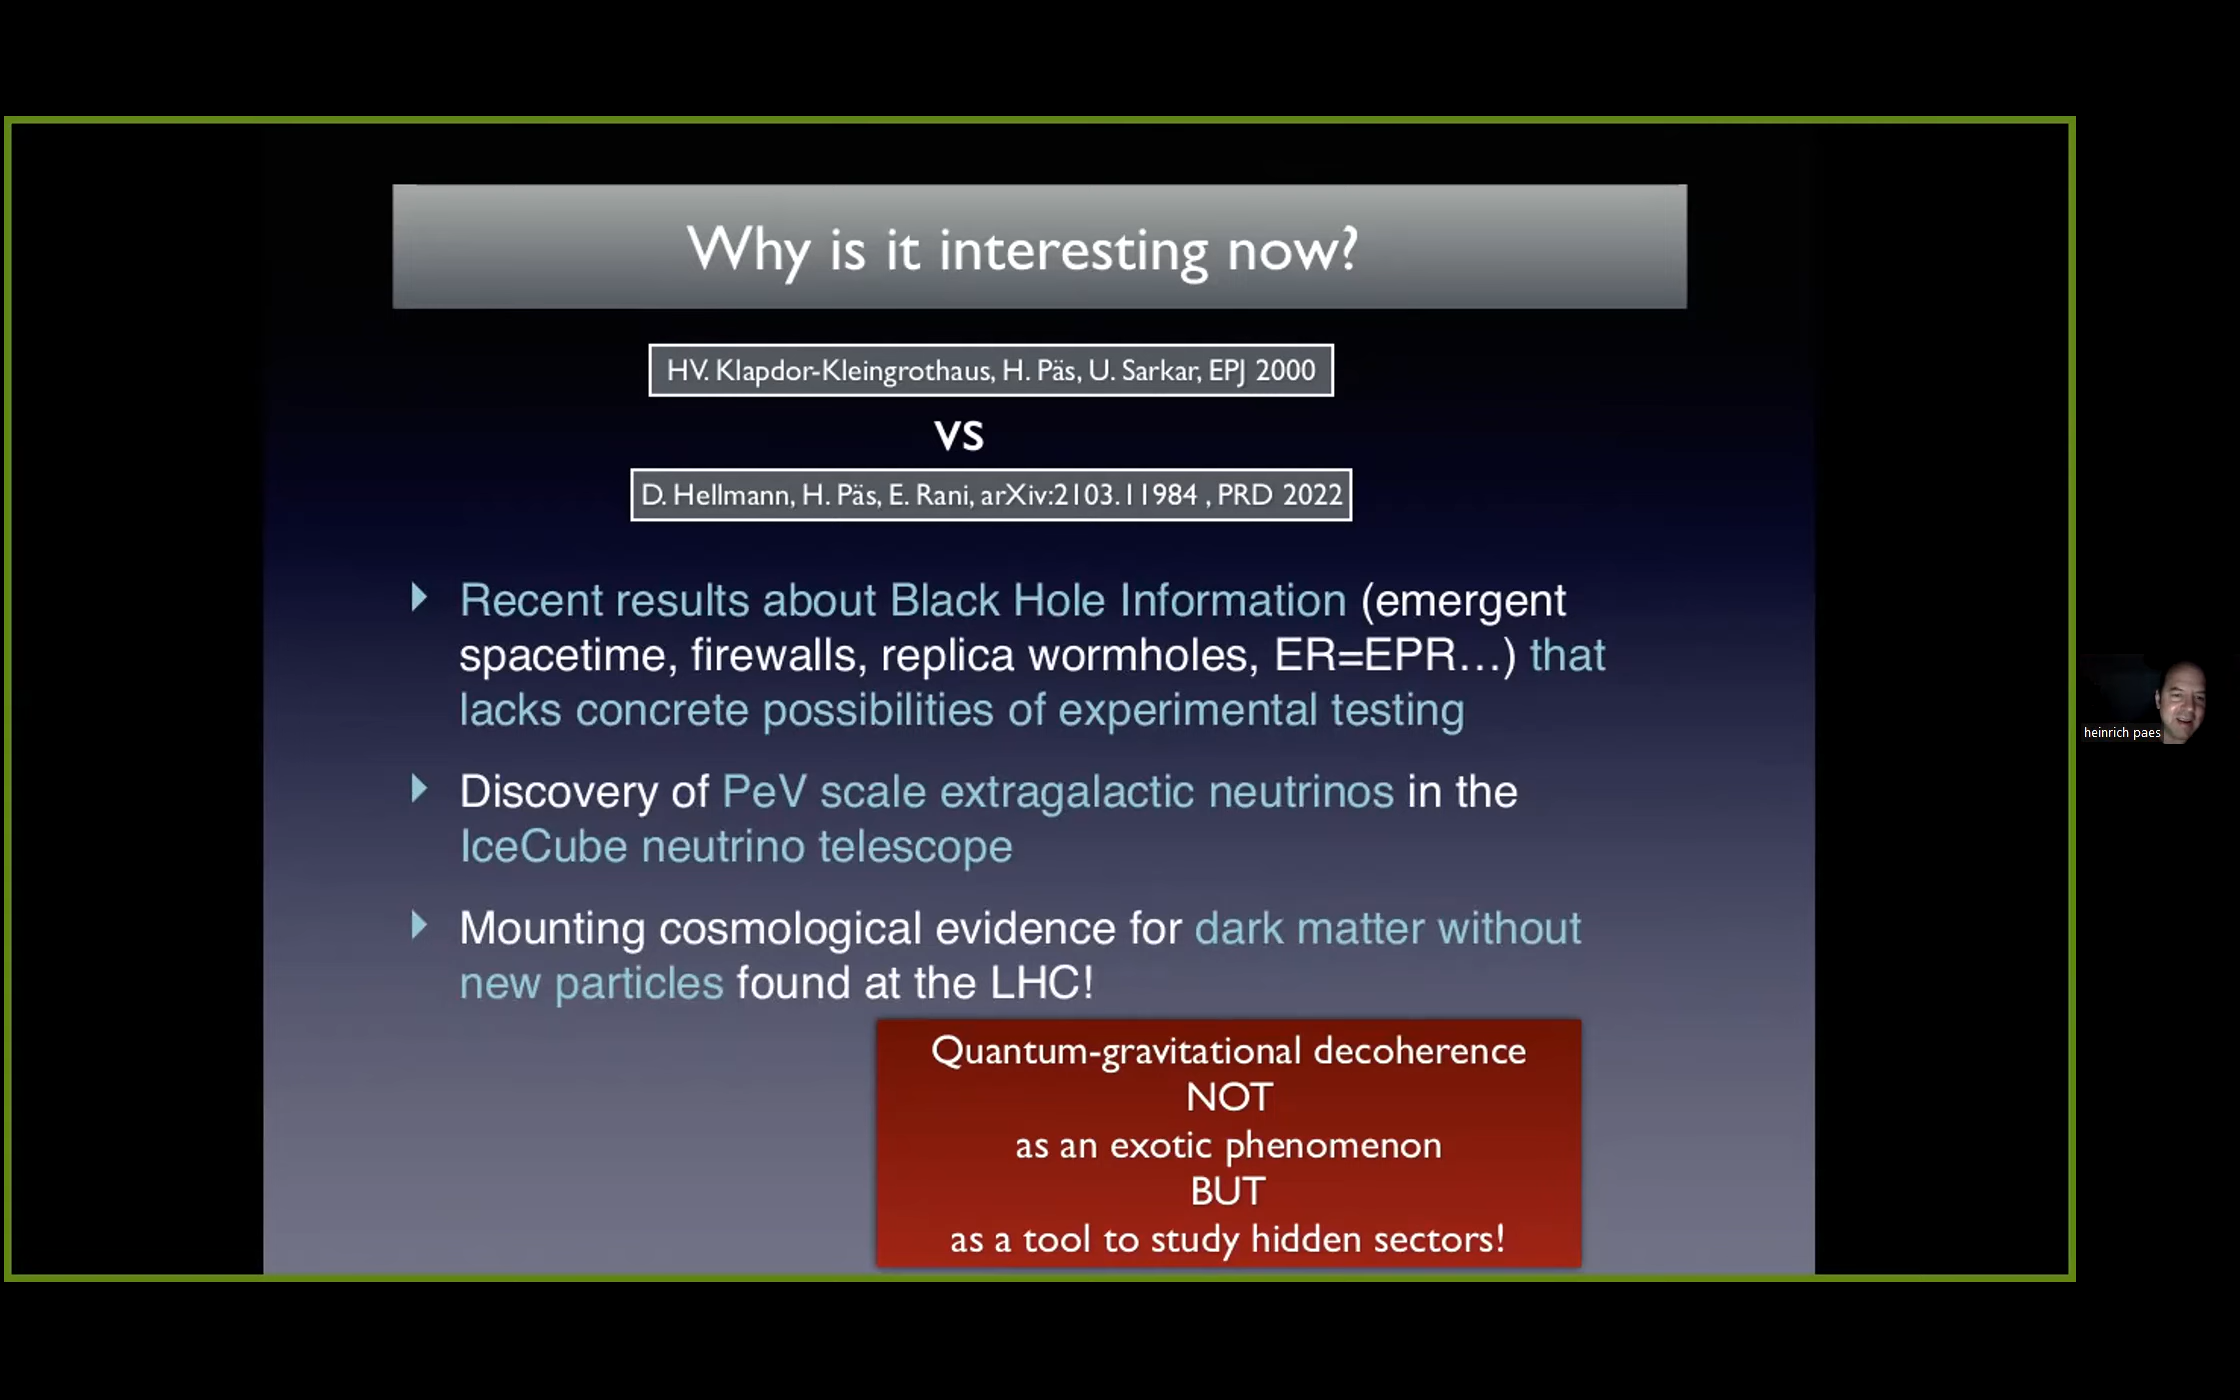 Why is it interesting now?
HV. Klapdor-Kleingrothaus, H. Päs, U. Sarkar, EPJ 2000
vs
D. Hellmann, H. Päs, E. Rani, arXiv:2103.11984 , PRD 2022
Recent results about Black Hole Information (emergent
spacetime, firewalls, replica wormholes, ER=EPR…) that
lacks concrete possibilities of experimental testing
Discovery of PeV scale extragalactic neutrinos in the
IceCube neutrino telescope
Mounting cosmological evidence for dark matter without
new particles found at the LHC!
Quantum-gravitational decoherence
NOT
as an exotic phenomenon
BUT
as a tool to study hidden sectors!
heinrich paes